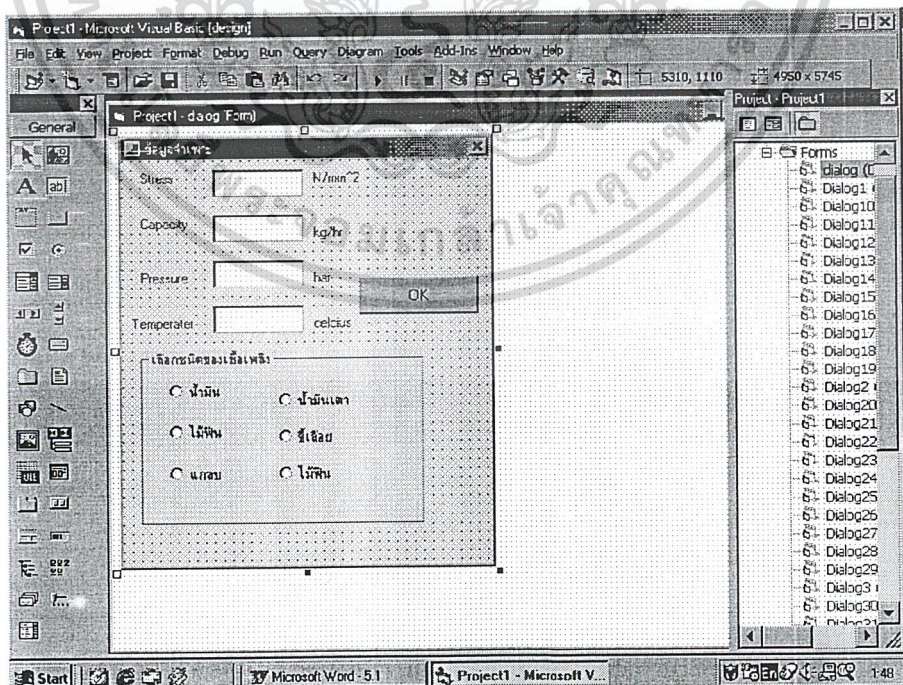 Project1 - Microsoft Visual Basic [design]
File Edit View Project Format Debug Run Query Diagram Tools Add-Ins Window Help
5310, 1110 4950 x 5745
General
Project1 - dialog (Form)
ข้อมูลจำเพาะ
Stress N/mm^2
Capacity kg/hr
Pressure bar
OK
Temperater celcius
เลือกชนิดของเชื้อเพลิง
น้ำมัน น้ำมันเตา
ไม้ฟืน ขี้เลื่อย
แกลบ ไม้ฟืน
Project - Project1
Forms
dialog (D
Dialog1 (
Dialog10
Dialog11
Dialog12
Dialog13
Dialog14
Dialog15
Dialog16
Dialog17
Dialog18
Dialog19
Dialog2 (
Dialog20
Dialog21
Dialog22
Dialog23
Dialog24
Dialog25
Dialog26
Dialog27
Dialog28
Dialog29
Dialog3 (
Dialog30
Dialog31
Start Microsoft Word - 5.1 Project1 - Microsoft V... En 1:48